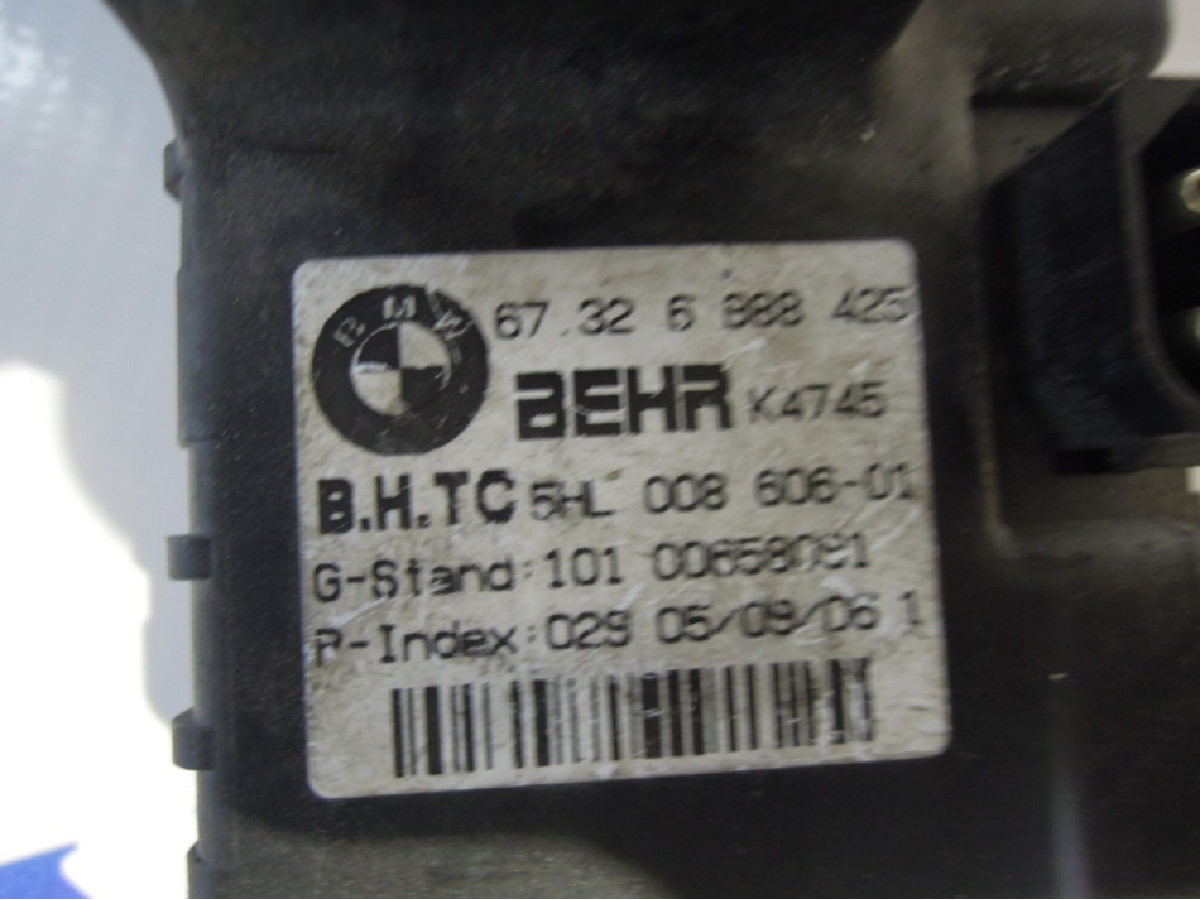 BMW 67.32 6 888 425
BEHR K4745
B.H.TC 5HL 008 606-01
G-Stand:101 00658091
P-Index:029 05/09/06 1